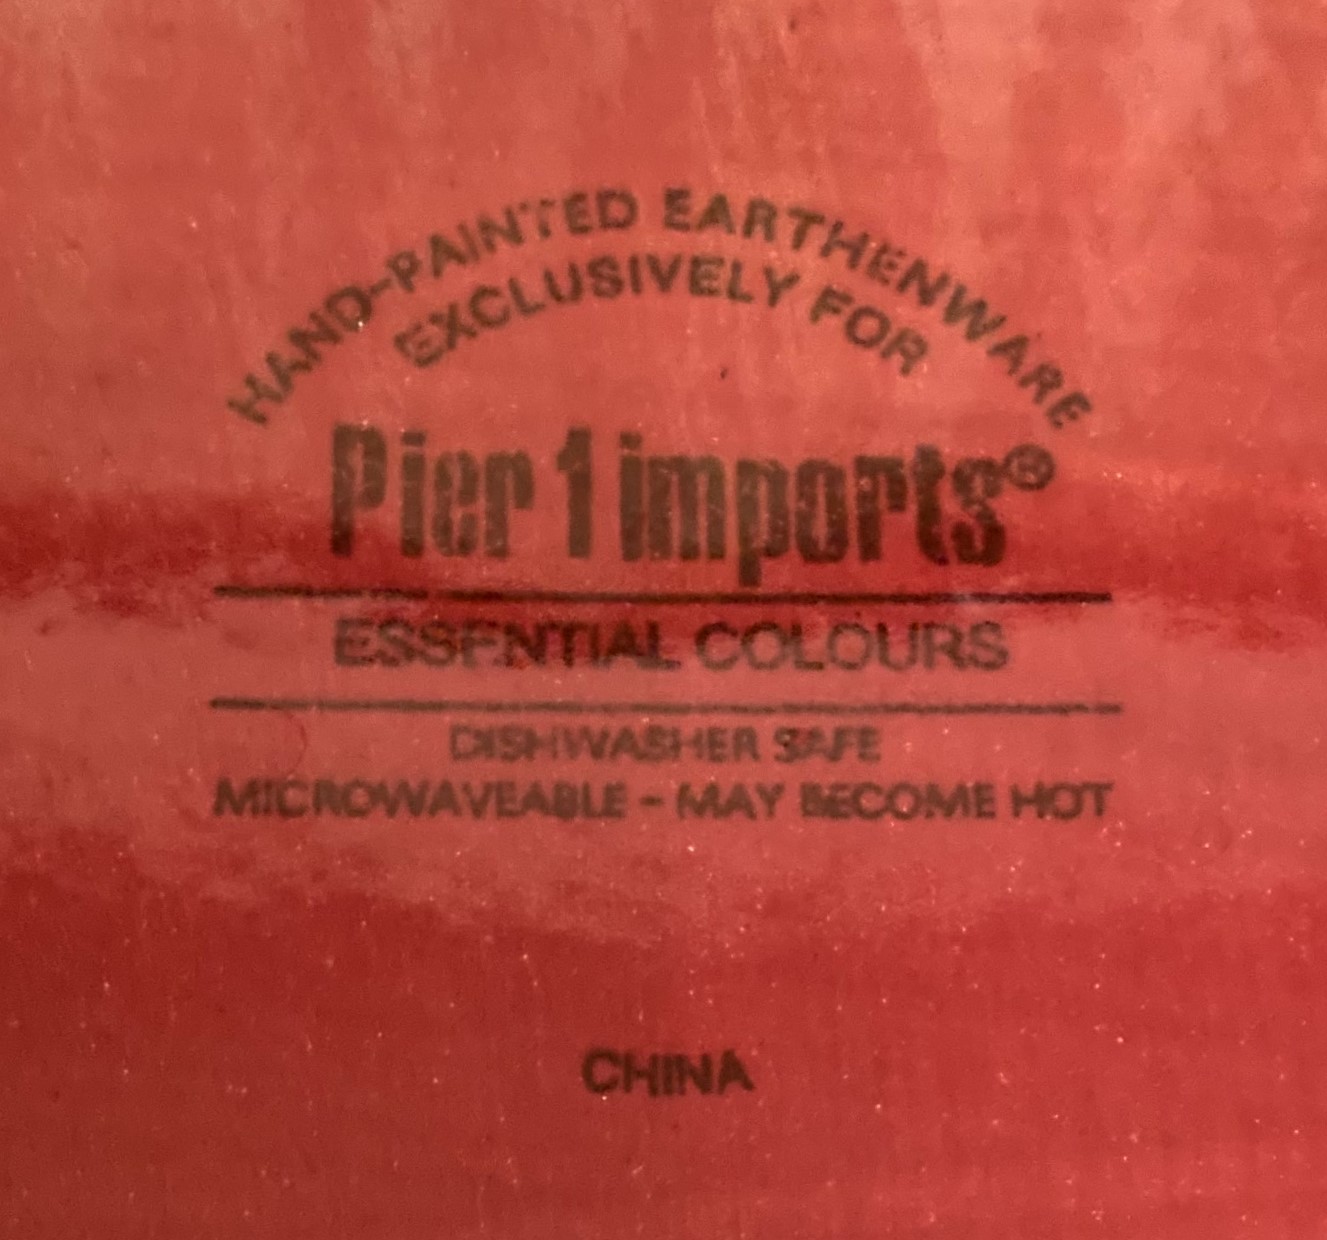 HAND-PAINTED EARTHENWARE
EXCLUSIVELY FOR
Pier 1 imports®
ESSENTIAL COLOURS
DISHWASHER SAFE
MICROWAVEABLE - MAY BECOME HOT
CHINA